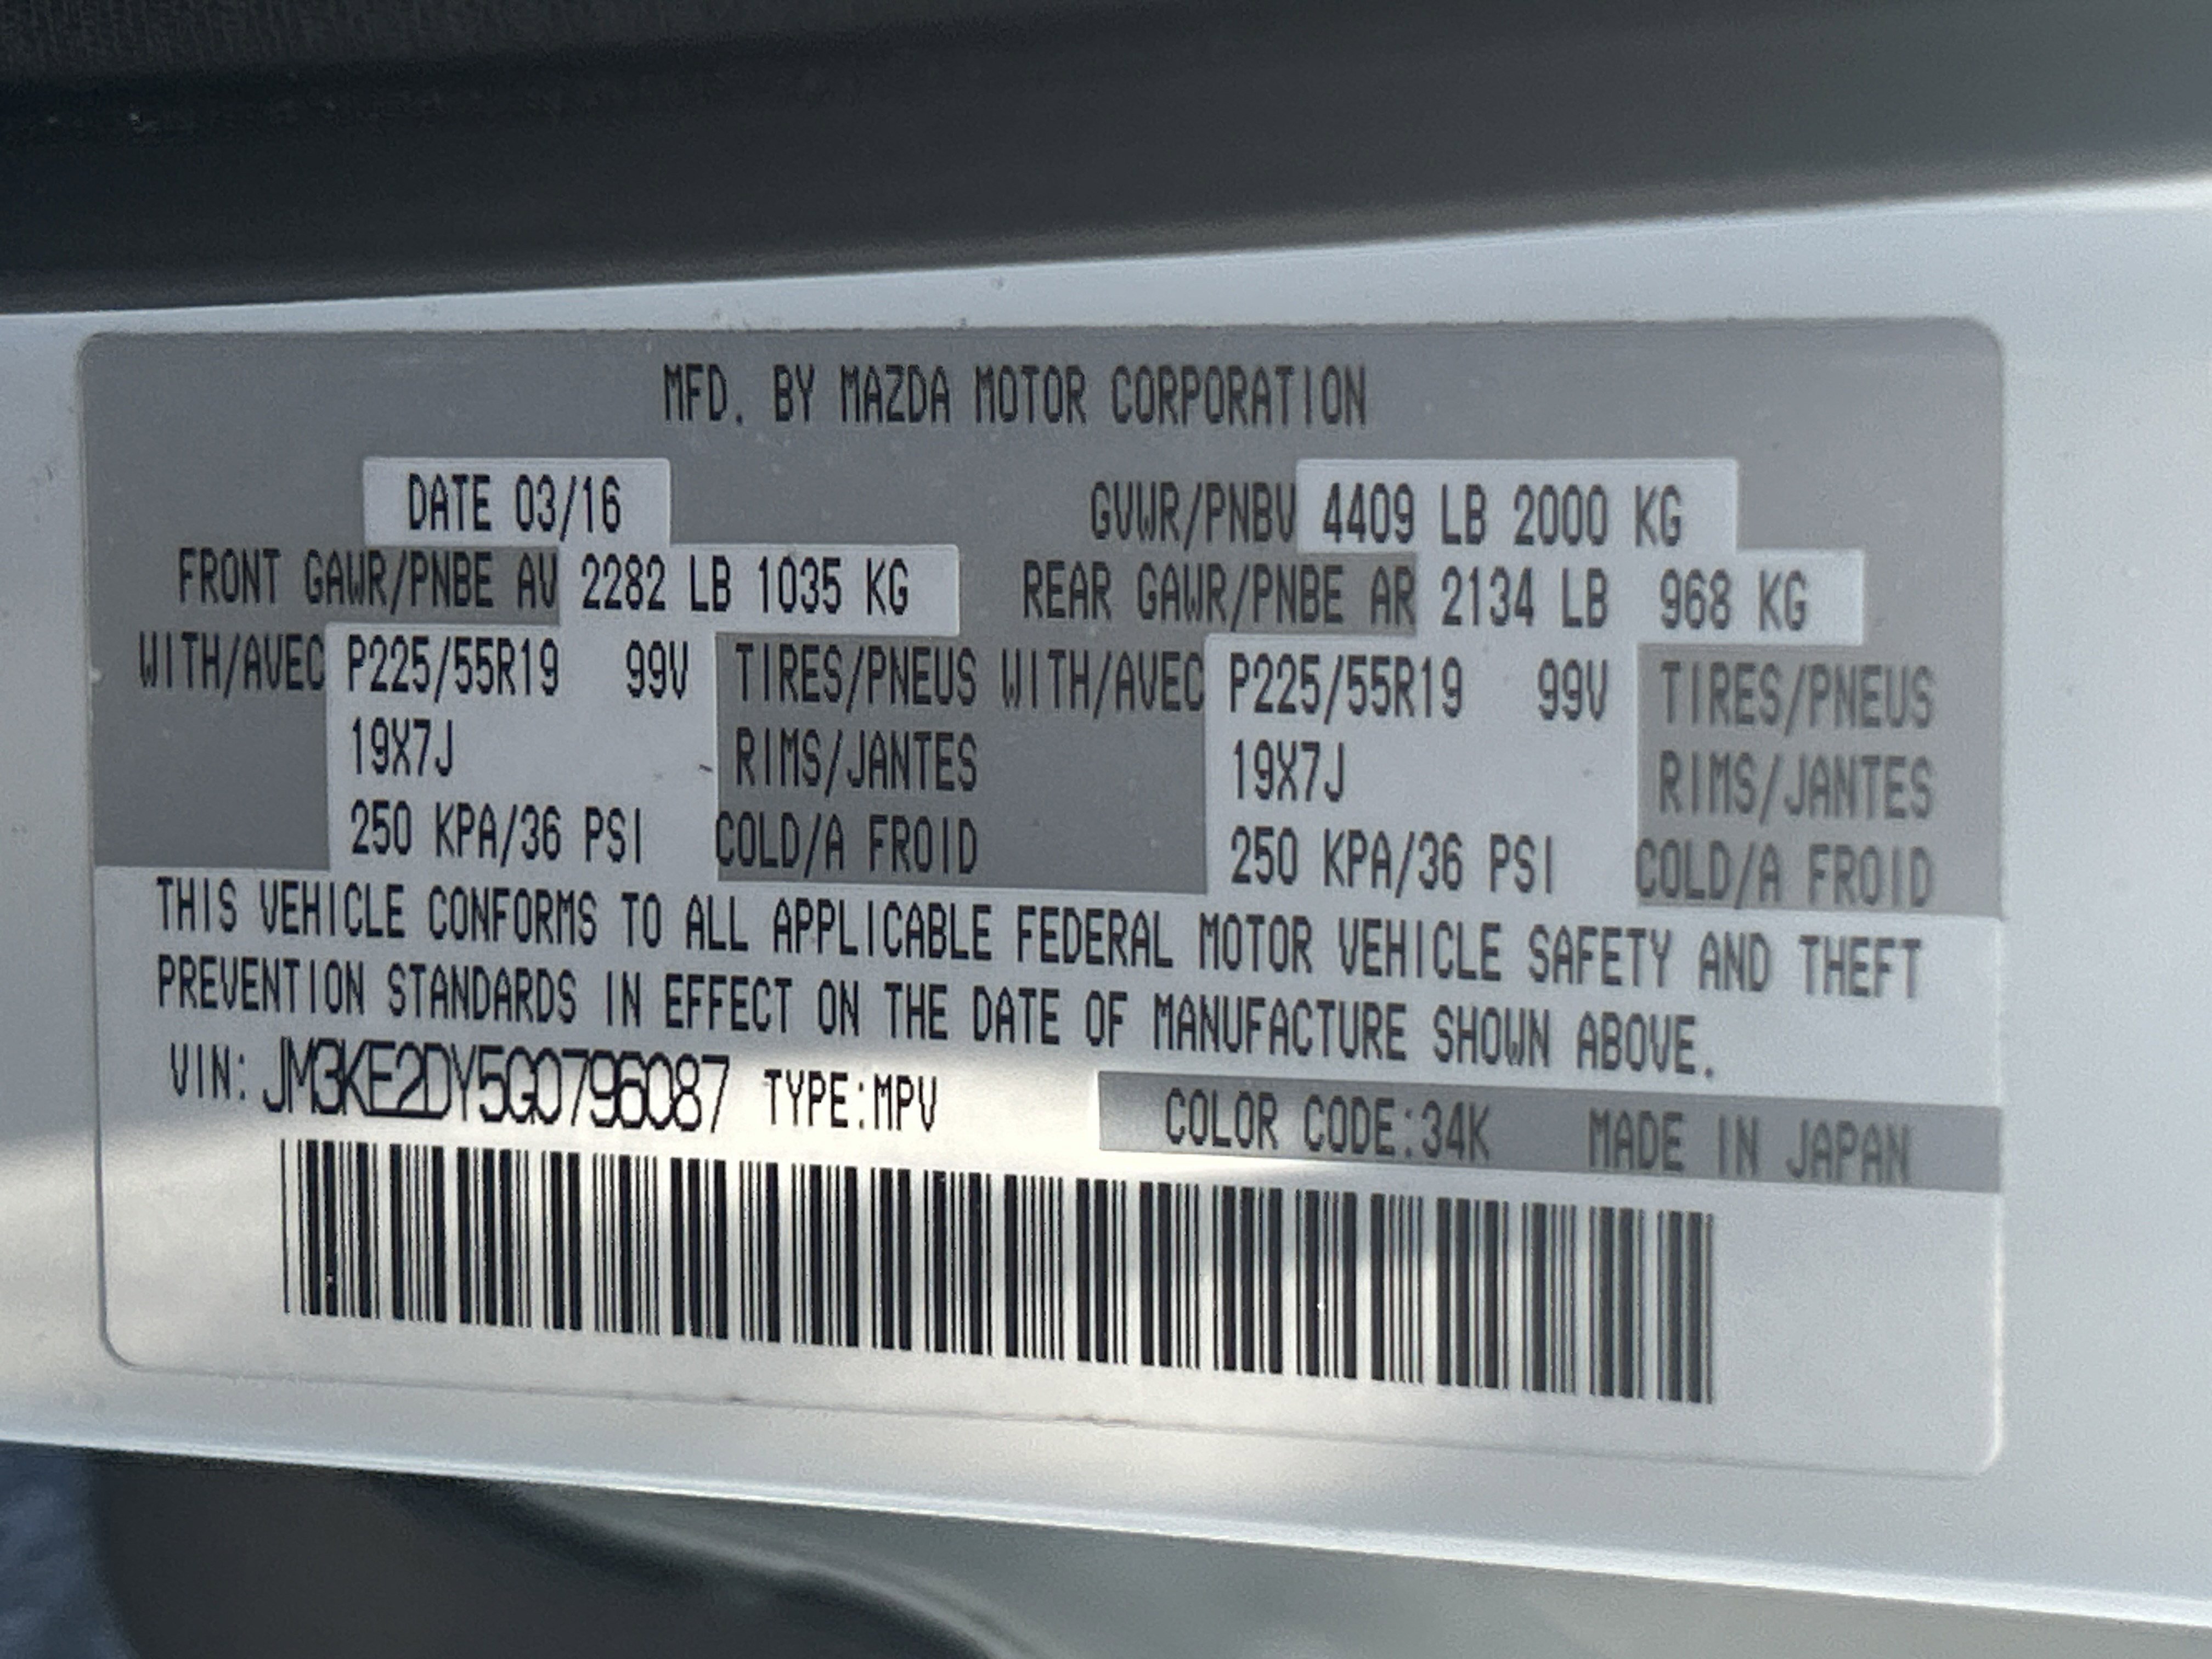 MFD. BY MAZDA MOTOR CORPORATION
DATE 03/16 GVWR/PNBV 4409 LB 2000 KG
FRONT GAWR/PNBE AV 2282 LB 1035 KG REAR GAWR/PNBE AR 2134 LB 968 KG
WITH/AVEC P225/55R19 99V TIRES/PNEUS WITH/AVEC P225/55R19 99V TIRES/PNEUS
19X7J RIMS/JANTES 19X7J RIMS/JANTES
250 KPA/36 PSI COLD/A FROID 250 KPA/36 PSI COLD/A FROID
THIS VEHICLE CONFORMS TO ALL APPLICABLE FEDERAL MOTOR VEHICLE SAFETY AND THEFT
PREVENTION STANDARDS IN EFFECT ON THE DATE OF MANUFACTURE SHOWN ABOVE.
VIN: JM3KE2DY5G0796087 TYPE:MPV COLOR CODE:34K MADE IN JAPAN